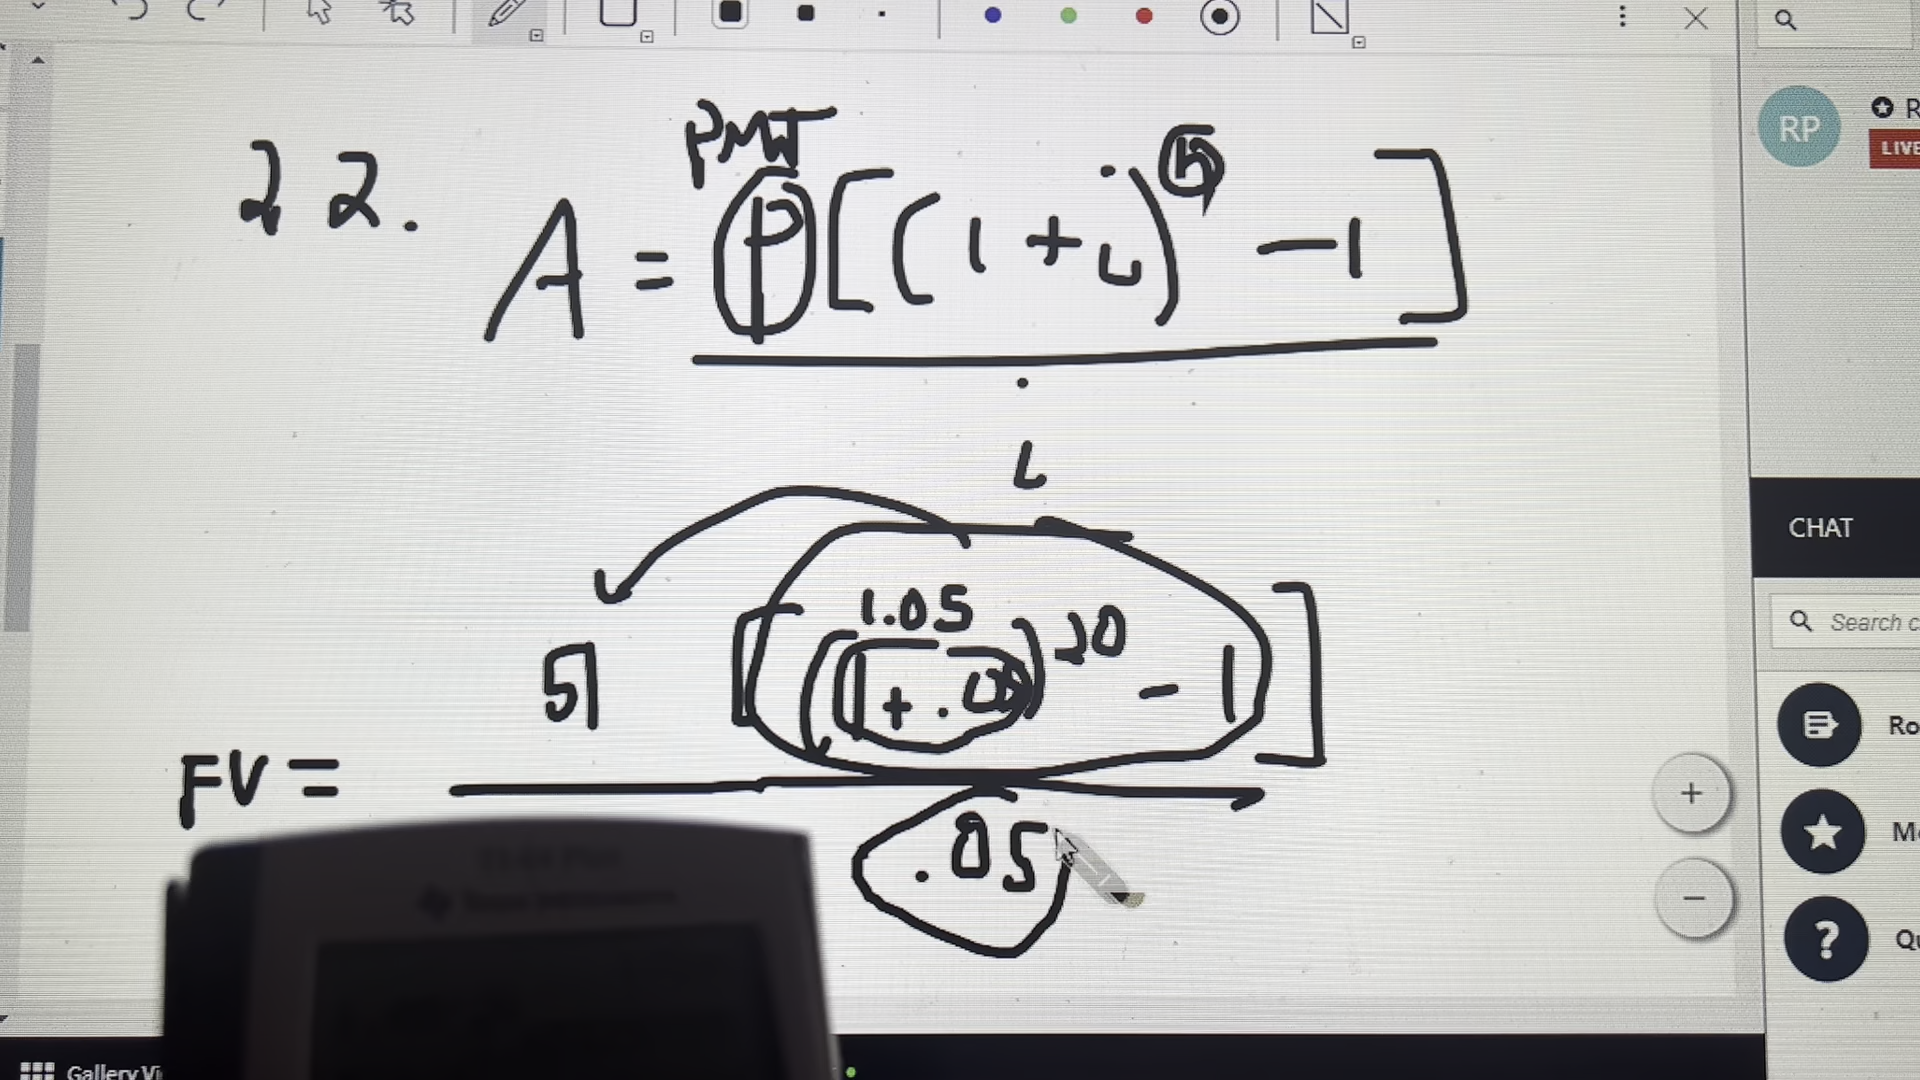 RP
R
LIVE
PMT
22.
A = P[(1+i)^n - 1]
i
CHAT
Search c
1.05
51 [(1 + .05)^20 - 1]
FV =
.05
Ro
Me
Qu
Gallery Vi